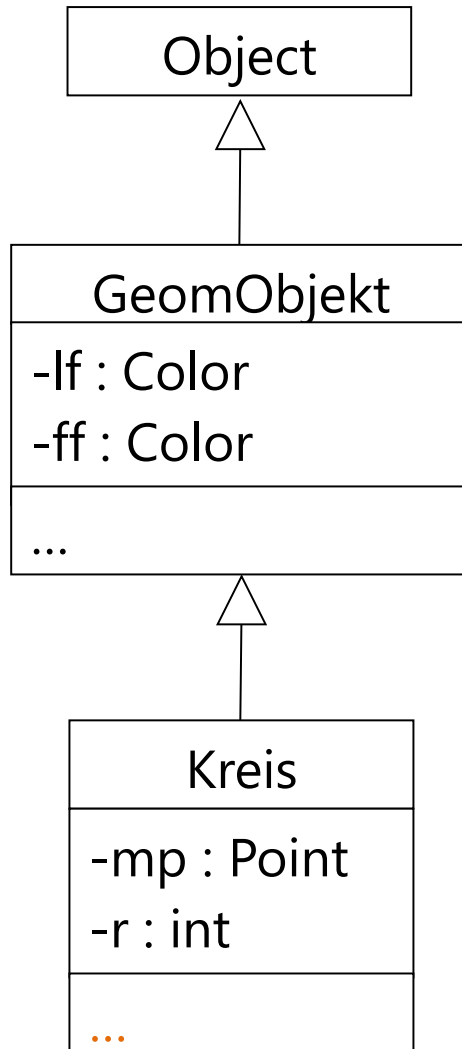 Object
GeomObjekt
-lf : Color
-ff : Color
...
Kreis
-mp : Point
-r : int
...